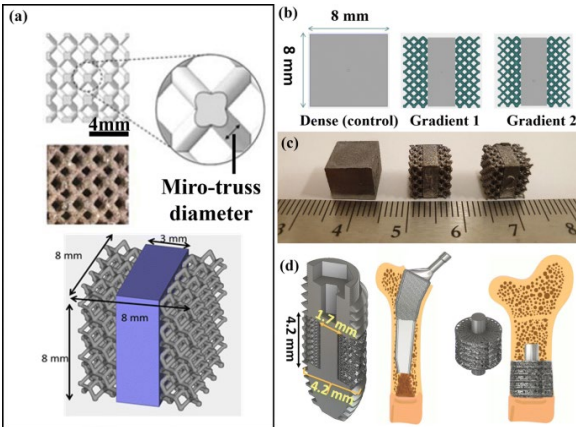 (a)
4mm
Miro-truss
diameter
3 mm
8 mm
8 mm
8 mm
(b)
8 mm
8 mm
Dense (control)
Gradient 1
Gradient 2
(c)
3 4 5 6 7 8
(d)
4.2 mm
1.7 mm
4.2 mm